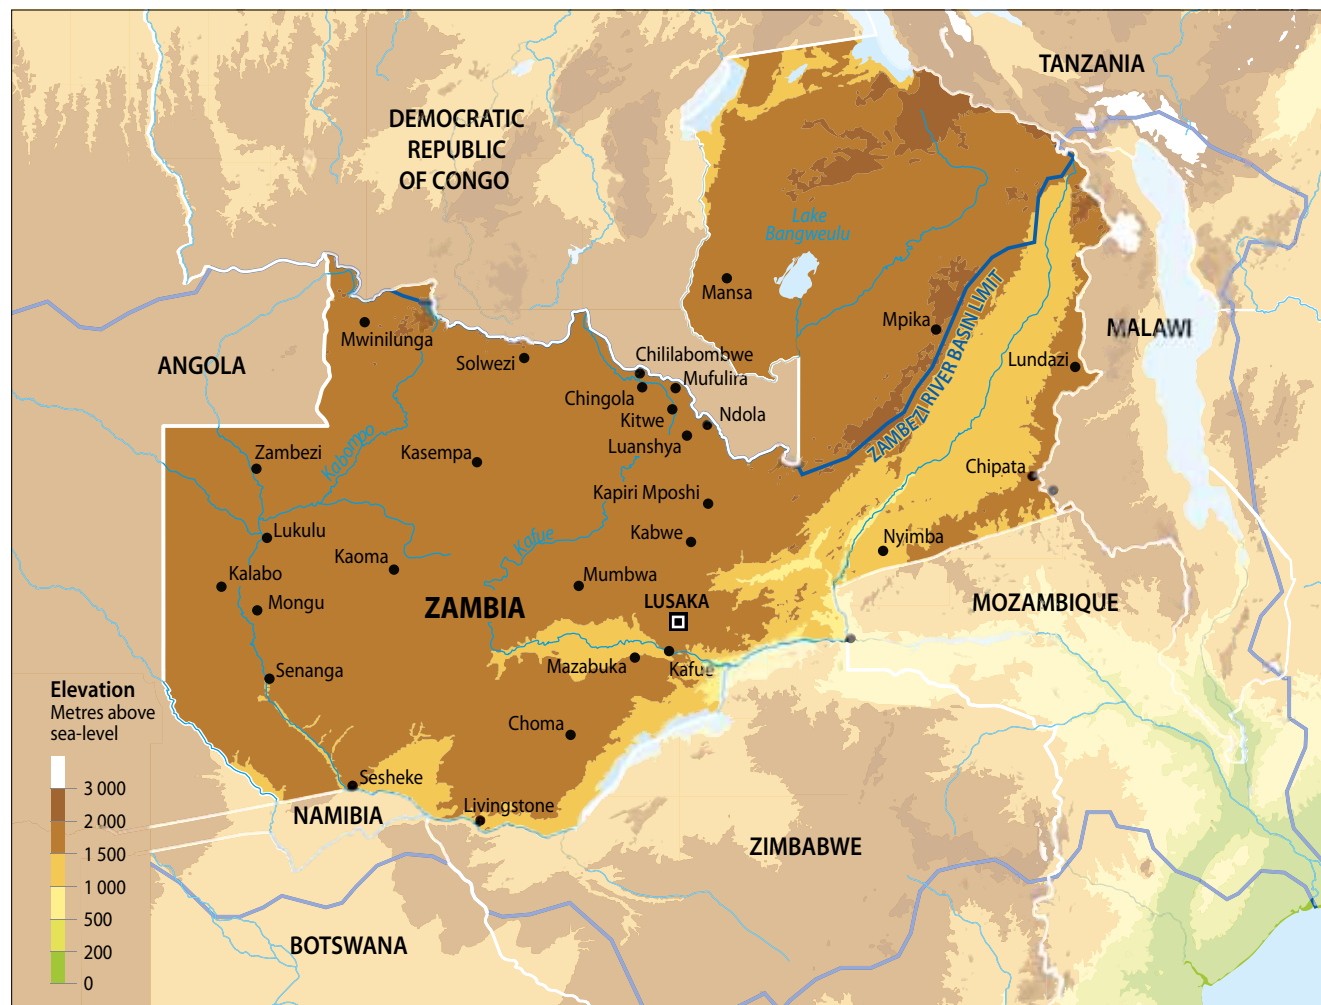 TANZANIA
DEMOCRATIC
REPUBLIC
OF CONGO
Lake
Bangweulu
Mansa
Mpika
ZAMBEZI RIVER BASIN LIMIT
MALAWI
Mwinilunga
Solwezi
Chililabombwe
Mufulira
Lundazi
ANGOLA
Chingola
Kitwe
Ndola
Luanshya
Zambezi
Kabompo
Kasempa
Chipata
Kapiri Mposhi
Lukulu
Kafue
Kabwe
Nyimba
Kaoma
Kalabo
Mumbwa
Mongu
ZAMBIA
LUSAKA
MOZAMBIQUE
Senanga
Mazabuka
Kafue
Elevation
Metres above
sea-level
Choma
3 000
2 000
1 500
1 000
500
200
0
Sesheke
Livingstone
NAMIBIA
ZIMBABWE
BOTSWANA